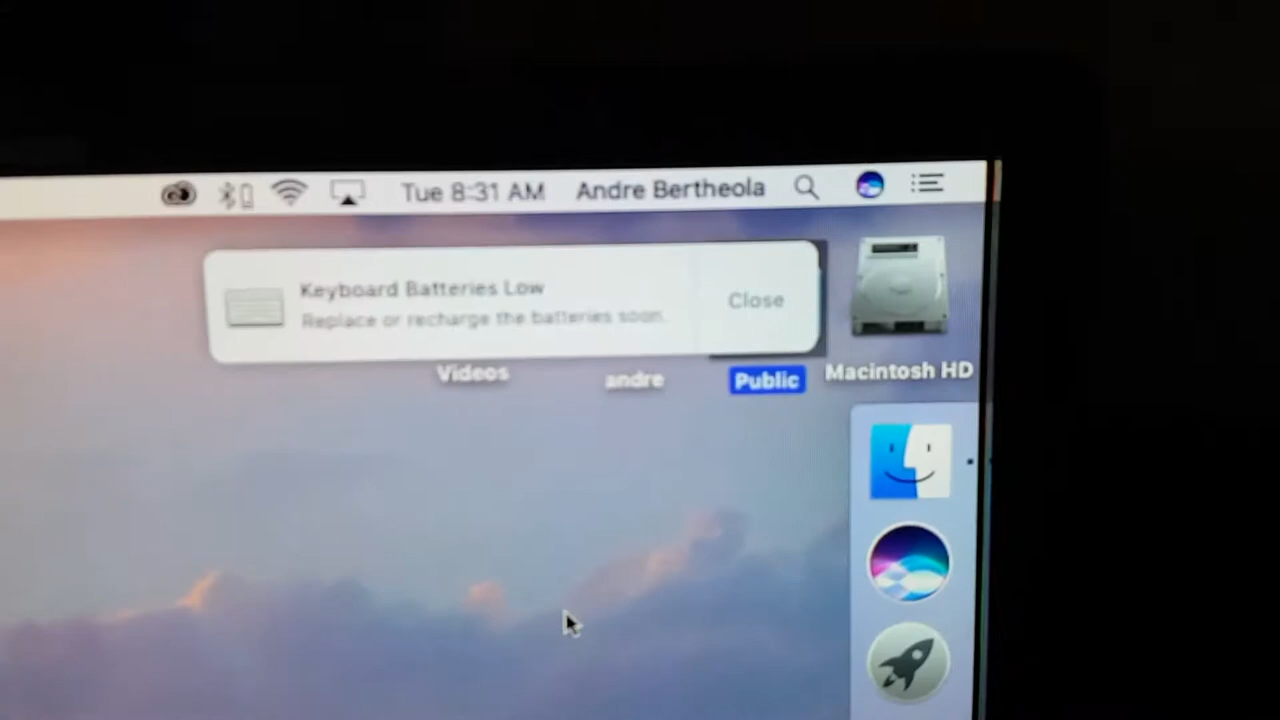 Tue 8:31 AM Andre Bertheola
Keyboard Batteries Low
Replace or recharge the batteries soon.
Close
Videos
andre
Public
Macintosh HD